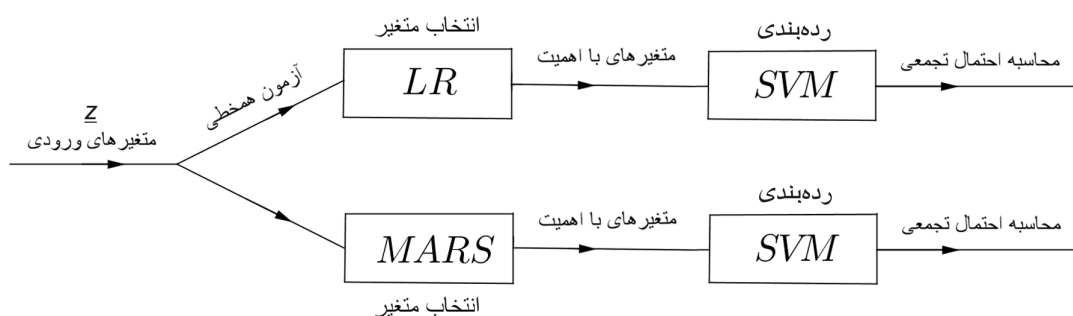 انتخاب متغیر
رده‌بندی
آزمون همخطی
LR
متغیرهای با اهمیت
SVM
محاسبه احتمال تجمعی
z
متغیرهای ورودی
رده‌بندی
MARS
متغیرهای با اهمیت
SVM
محاسبه احتمال تجمعی
انتخاب متغیر